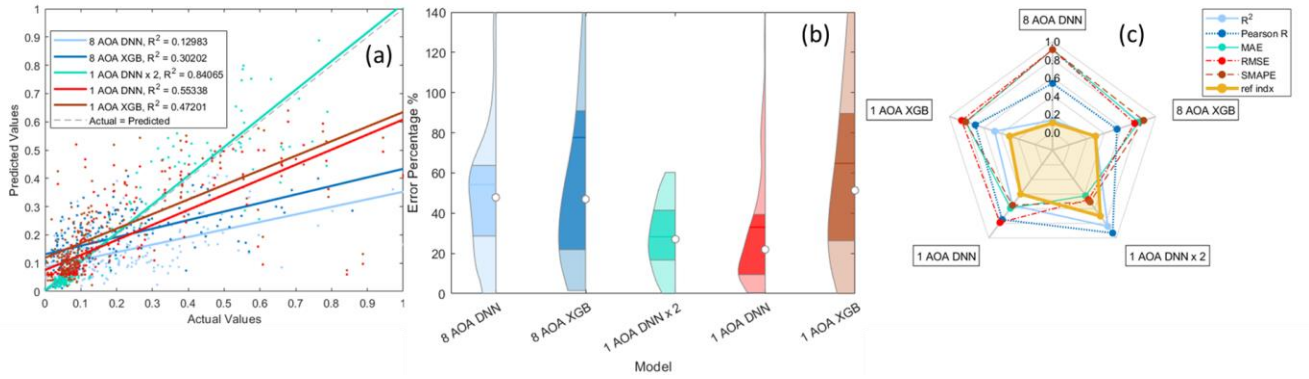 (a)
8 AOA DNN, R² = 0.12983
8 AOA XGB, R² = 0.30202
1 AOA DNN x 2, R² = 0.84065
1 AOA DNN, R² = 0.55338
1 AOA XGB, R² = 0.47201
Actual = Predicted
Predicted Values
1
0.9
0.8
0.7
0.6
0.5
0.4
0.3
0.2
0.1
0
0 0.1 0.2 0.3 0.4 0.5 0.6 0.7 0.8 0.9 1
Actual Values
(b)
Error Percentage %
140
120
100
80
60
40
20
0
8 AOA DNN
8 AOA XGB
1 AOA DNN x 2
1 AOA DNN
1 AOA XGB
Model
(c)
8 AOA DNN
8 AOA XGB
1 AOA DNN x 2
1 AOA DNN
1 AOA XGB
1.0
0.8
0.6
0.4
0.2
0.0
R²
Pearson R
MAE
RMSE
SMAPE
ref indx